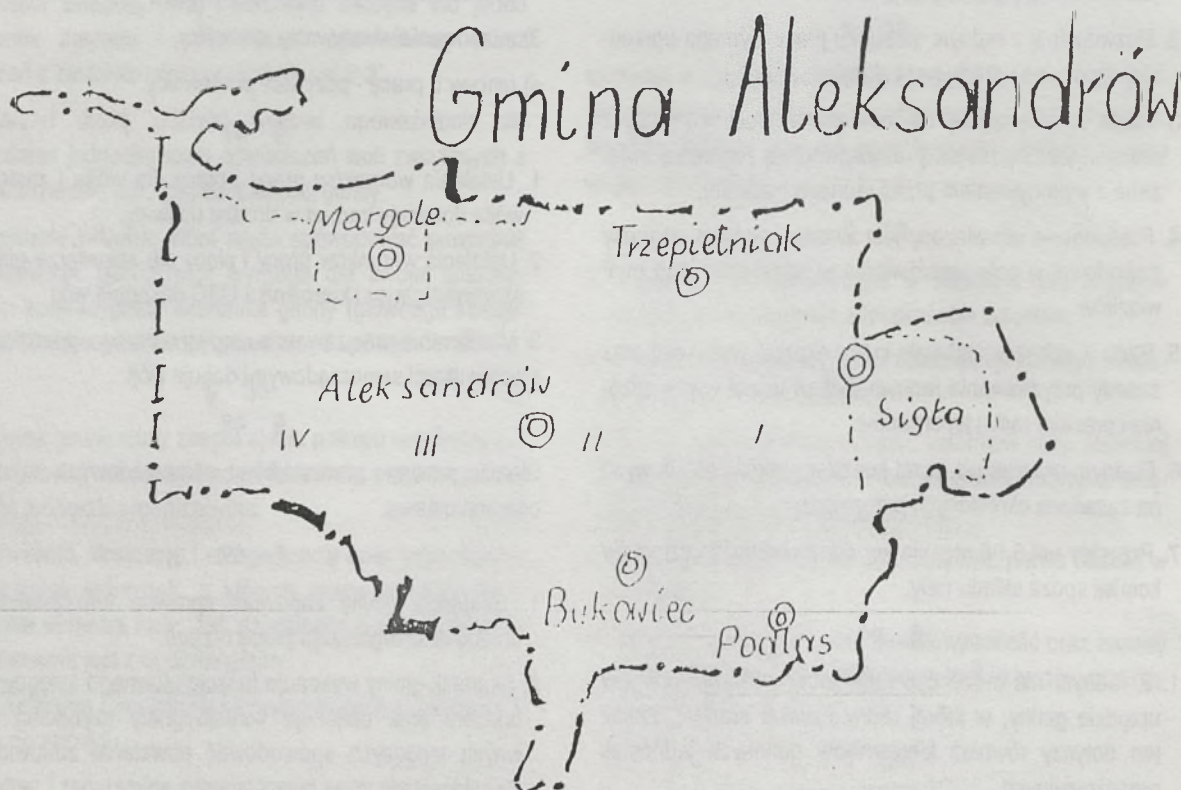 Gmina Aleksandrów
Margole
Trzepietniak
Aleksandrów
IV III II I
Sigła
Bukowiec
Podlas